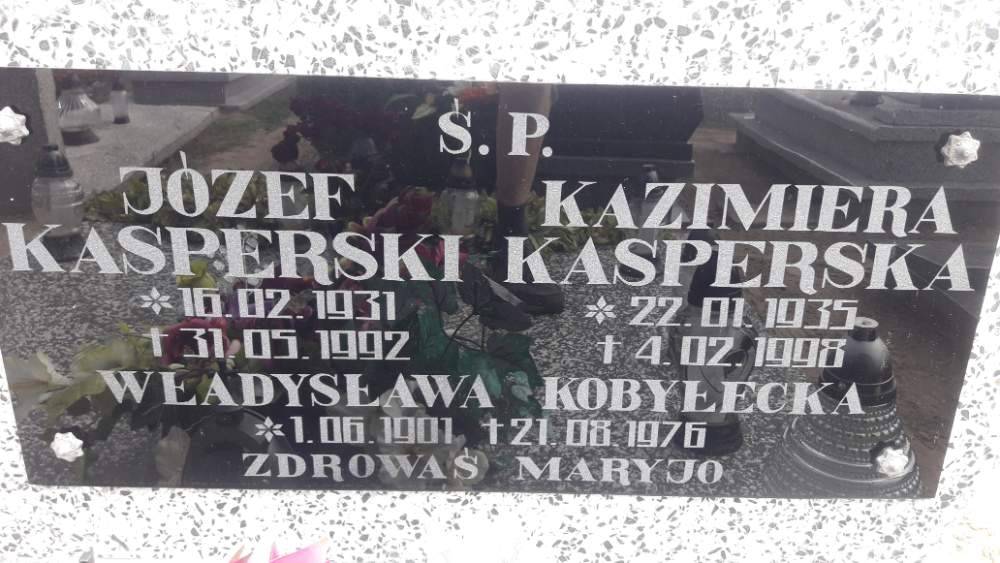 Ś. P.
JÓZEF KASPERSKI
* 16.02.1931
† 31.05.1992
KAZIMIERA KASPERSKA
* 22.01.1935
† 4.02.1998
WŁADYSŁAWA KOBYŁECKA
* 1.06.1901 † 21.08.1976
ZDROWAŚ MARYJO